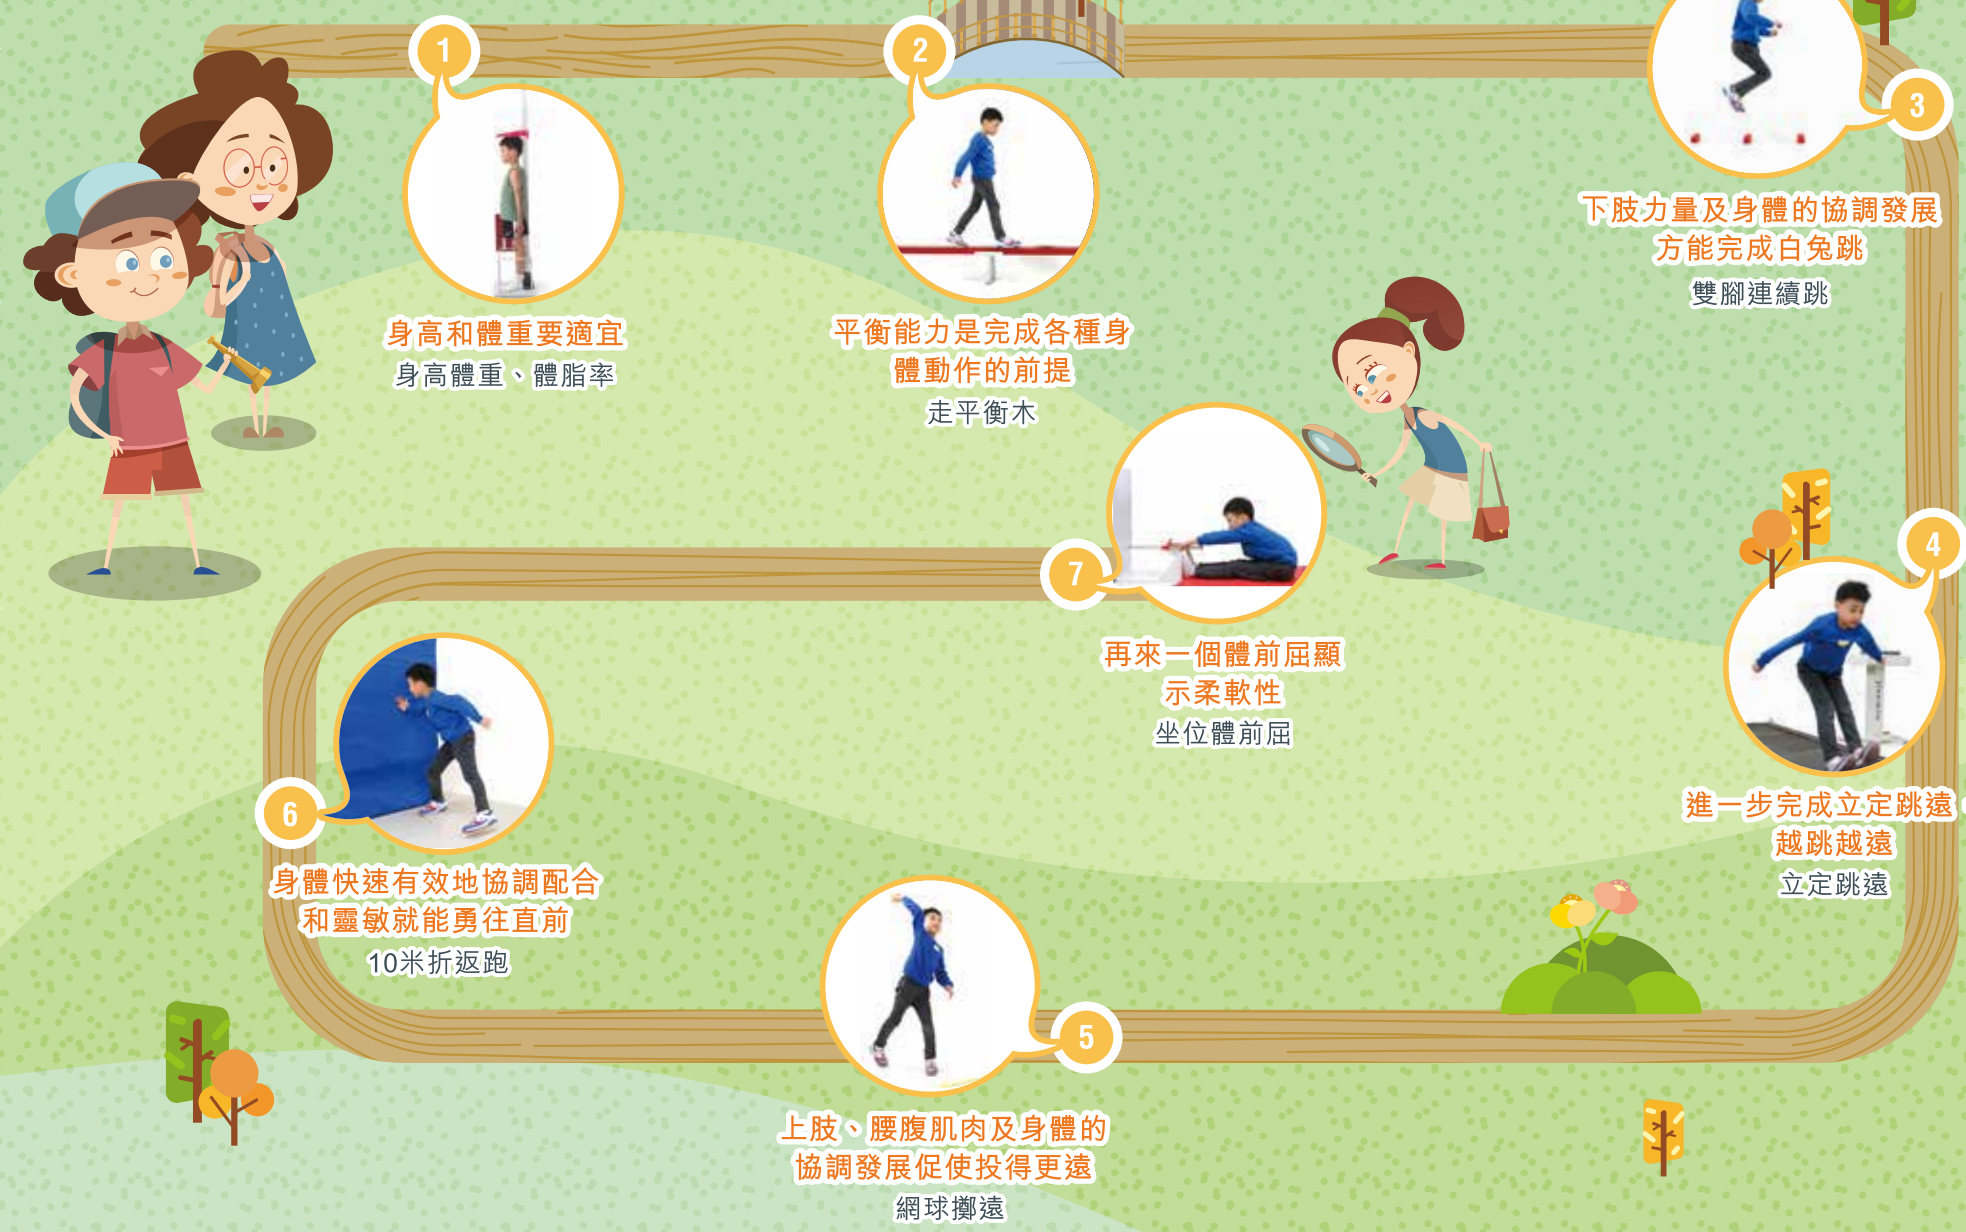 1
身高和體重要適宜
身高體重、體脂率
2
平衡能力是完成各種身
體動作的前提
走平衡木
3
下肢力量及身體的協調發展
方能完成白兔跳
雙腳連續跳
4
進一步完成立定跳遠
越跳越遠
立定跳遠
5
上肢、腰腹肌肉及身體的
協調發展促使投得更遠
網球擲遠
6
身體快速有效地協調配合
和靈敏就能勇往直前
10米折返跑
7
再來一個體前屈顯
示柔軟性
坐位體前屈